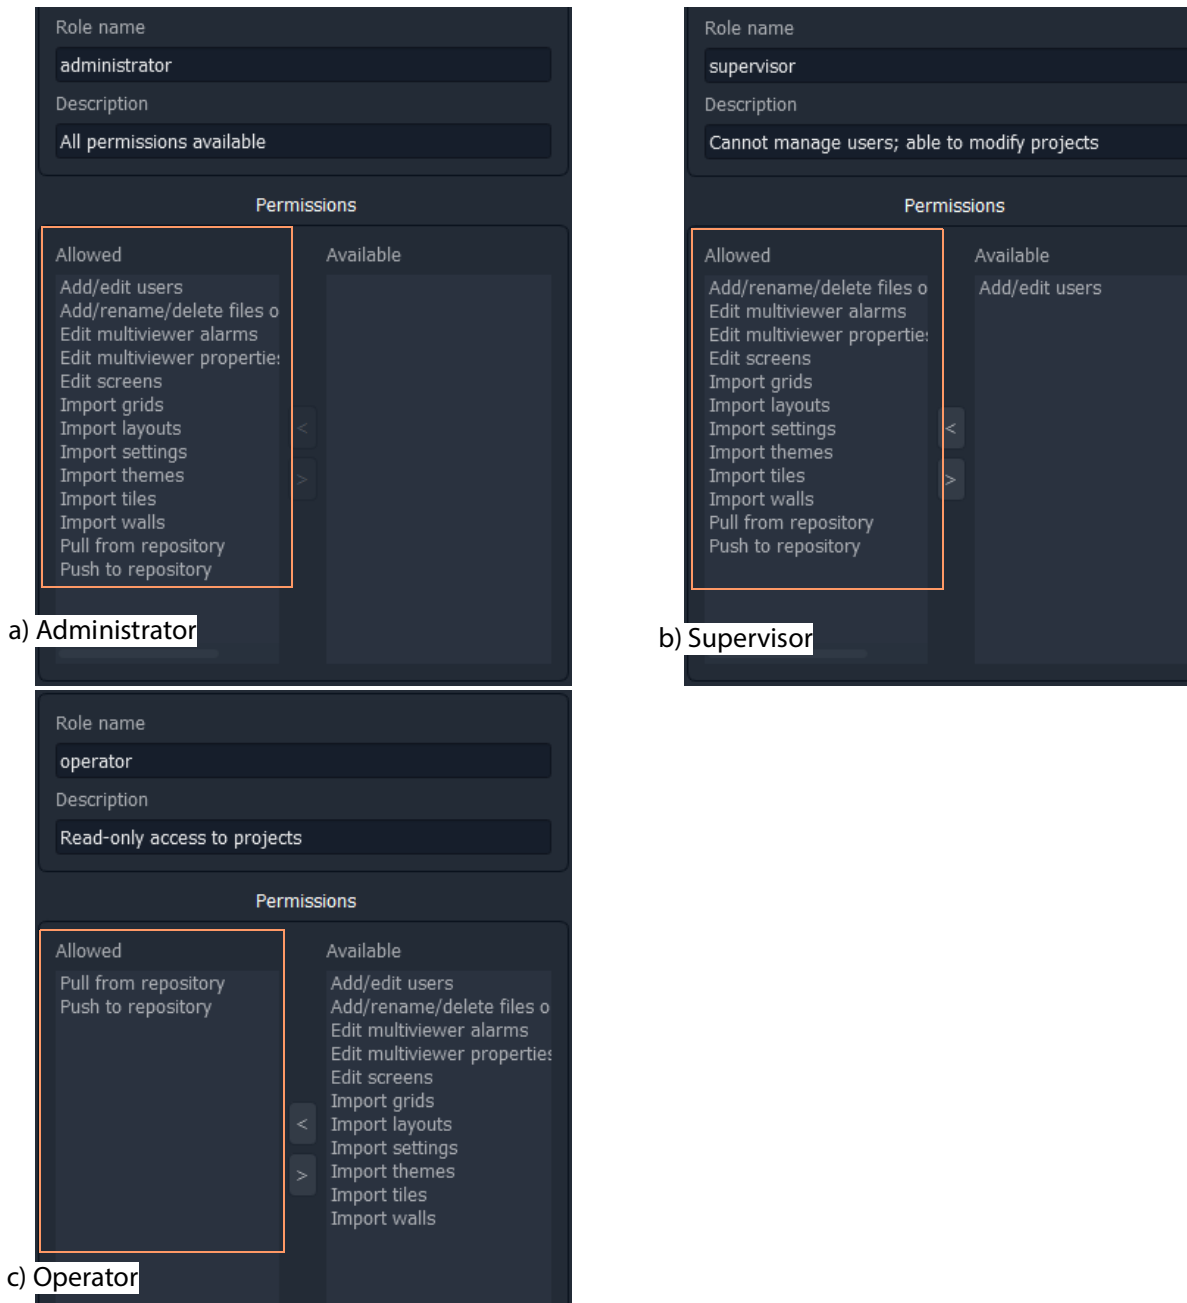 Role name
administrator
Description
All permissions available
Permissions
Allowed
Available
Add/edit users
Add/rename/delete files o
Edit multiviewer alarms
Edit multiviewer properties
Edit screens
Import grids
Import layouts
<
Import settings
Import themes
>
Import tiles
Import walls
Pull from repository
Push to repository
a) Administrator
Role name
supervisor
Description
Cannot manage users; able to modify projects
Permissions
Allowed
Available
Add/rename/delete files o
Add/edit users
Edit multiviewer alarms
Edit multiviewer properties
Edit screens
Import grids
Import layouts
Import settings
<
Import themes
Import tiles
>
Import walls
Pull from repository
Push to repository
b) Supervisor
Role name
operator
Description
Read-only access to projects
Permissions
Allowed
Available
Pull from repository
Push to repository
<
>
Add/edit users
Add/rename/delete files o
Edit multiviewer alarms
Edit multiviewer properties
Edit screens
Import grids
Import layouts
Import settings
Import themes
Import tiles
Import walls
c) Operator